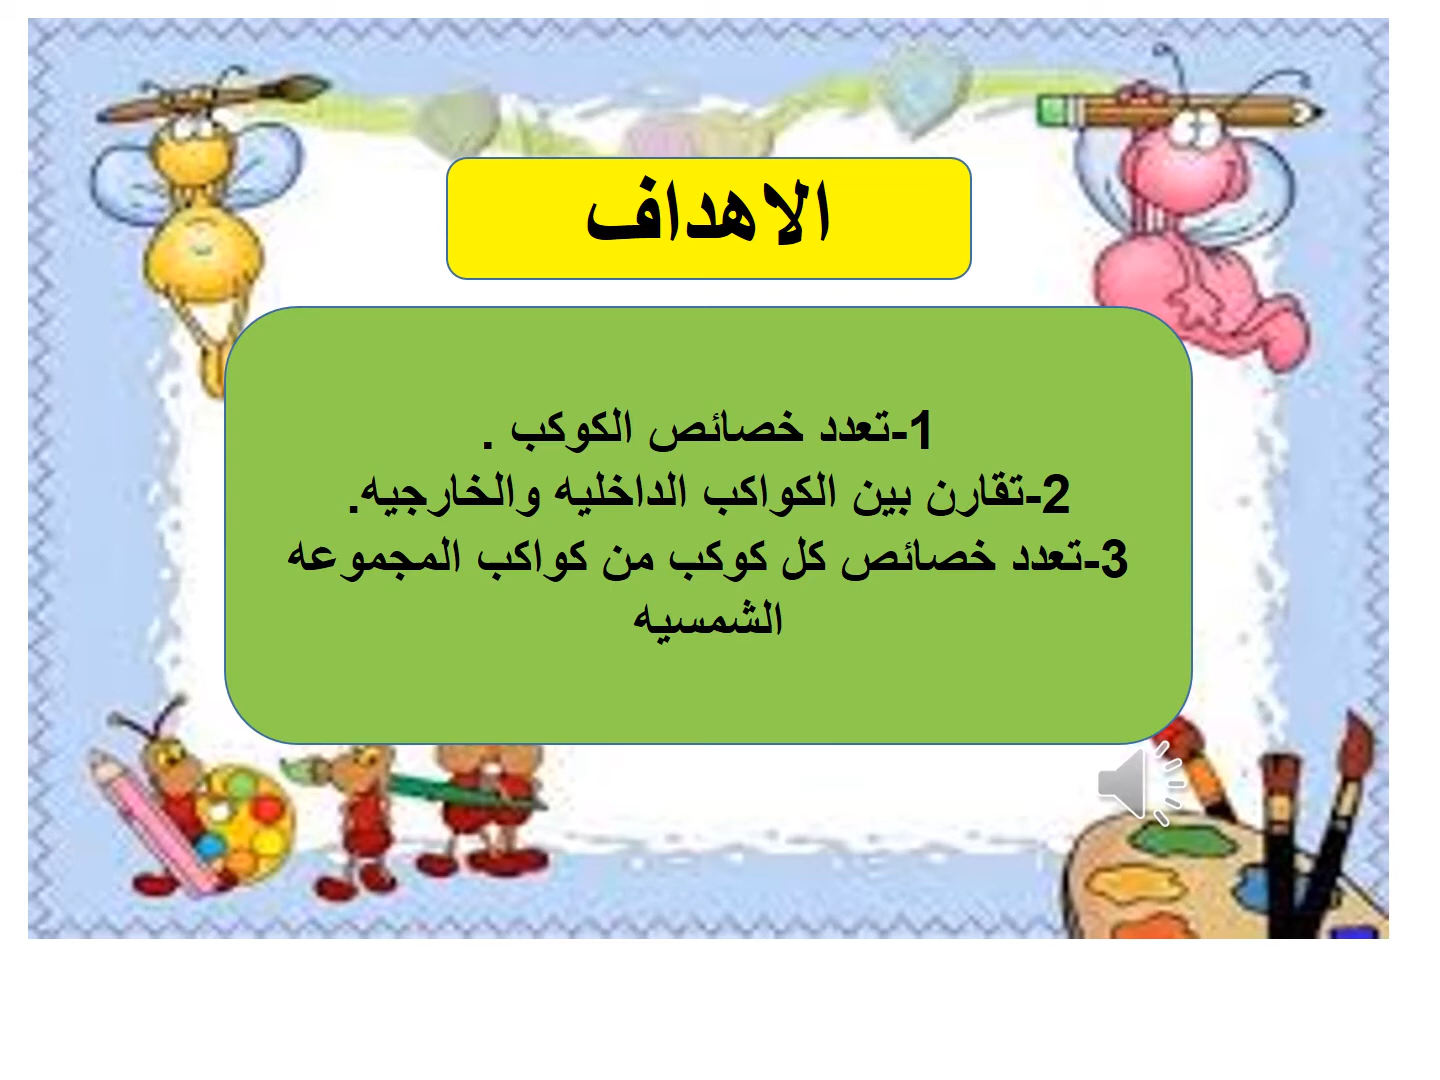 الاهداف
1-تعدد خصائص الكوكب .
2-تقارن بين الكواكب الداخليه والخارجيه.
3-تعدد خصائص كل كوكب من كواكب المجموعه
الشمسيه